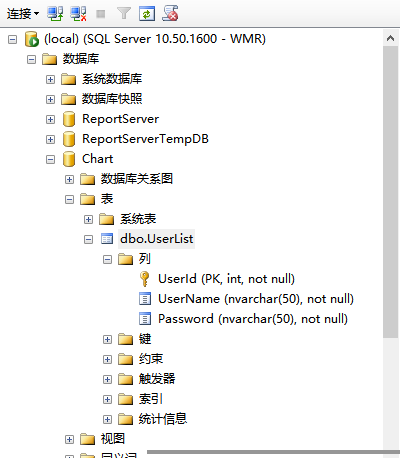 连接
(local) (SQL Server 10.50.1600 - WMR)
数据库
系统数据库
数据库快照
ReportServer
ReportServerTempDB
Chart
数据库关系图
表
系统表
dbo.UserList
列
UserId (PK, int, not null)
UserName (nvarchar(50), not null)
Password (nvarchar(50), not null)
键
约束
触发器
索引
统计信息
视图